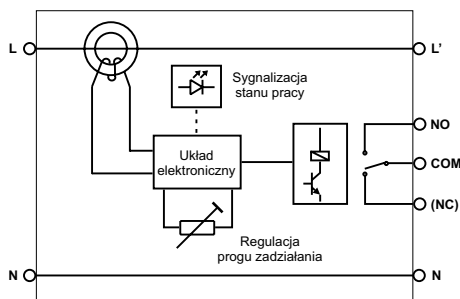 L
L'
Sygnalizacja
stanu pracy
NO
Układ
elektroniczny
COM
(NC)
Regulacja
progu zadziałania
N
N